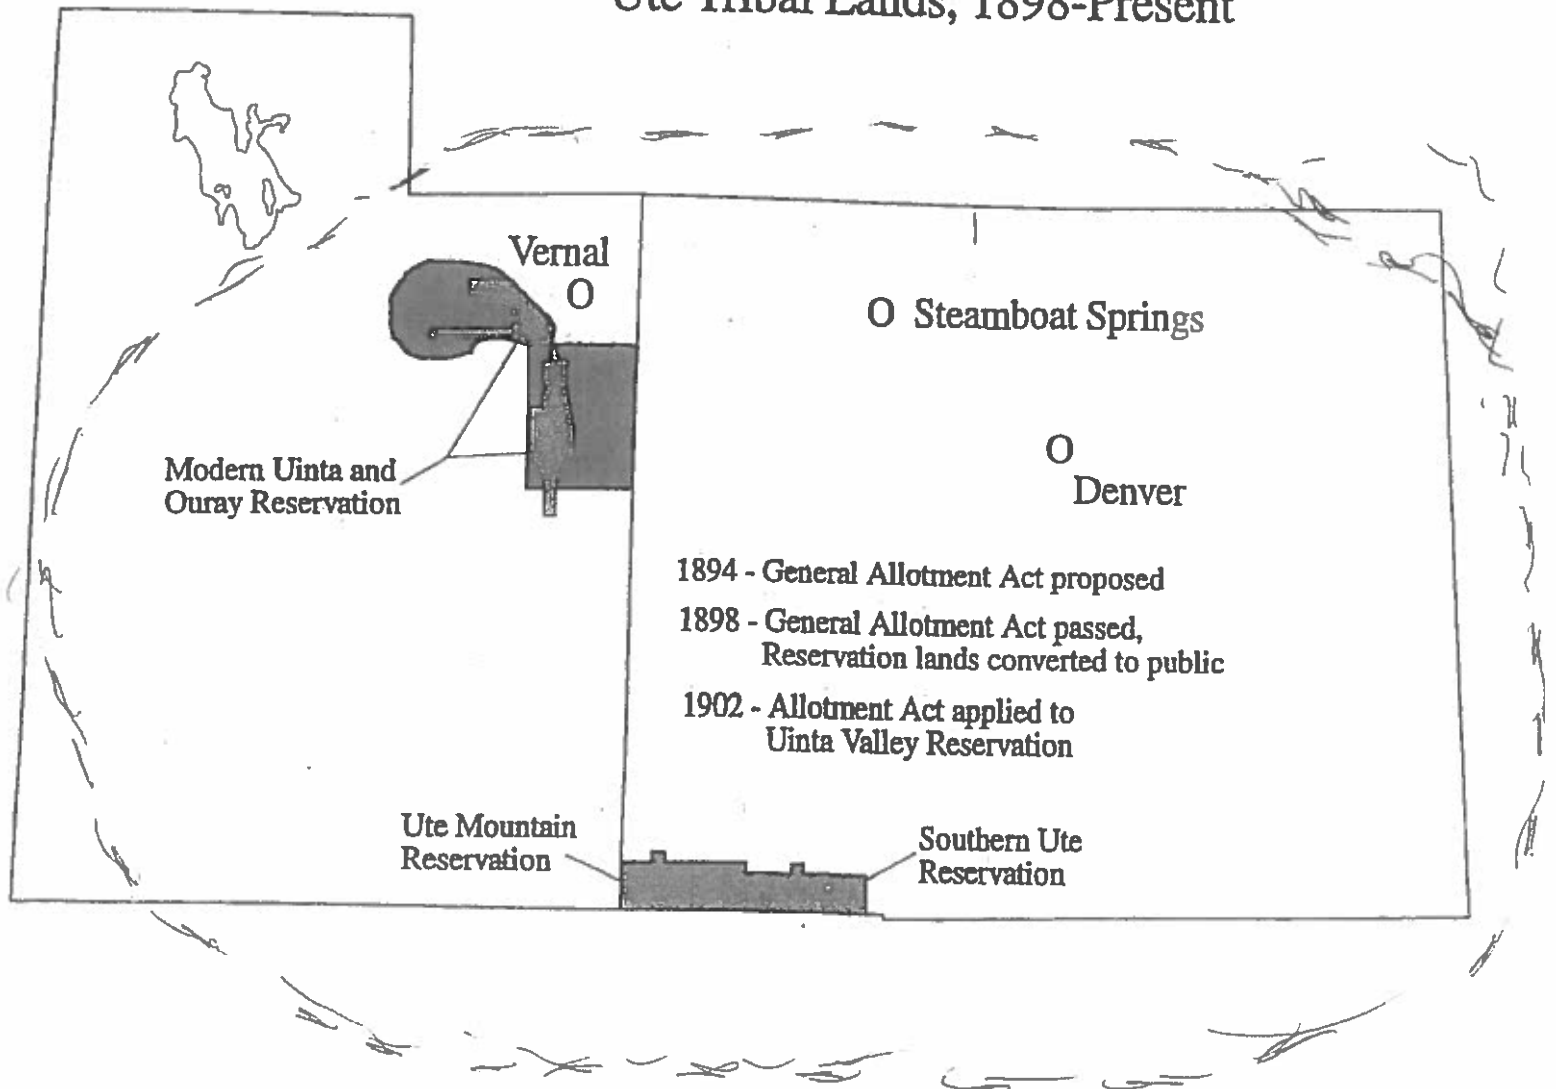 Ute Tribal Lands, 1898-Present
Vernal
O
O Steamboat Springs
O
Denver
Modern Uinta and
Ouray Reservation
1894 - General Allotment Act proposed
1898 - General Allotment Act passed,
Reservation lands converted to public
1902 - Allotment Act applied to
Uinta Valley Reservation
Ute Mountain
Reservation
Southern Ute
Reservation